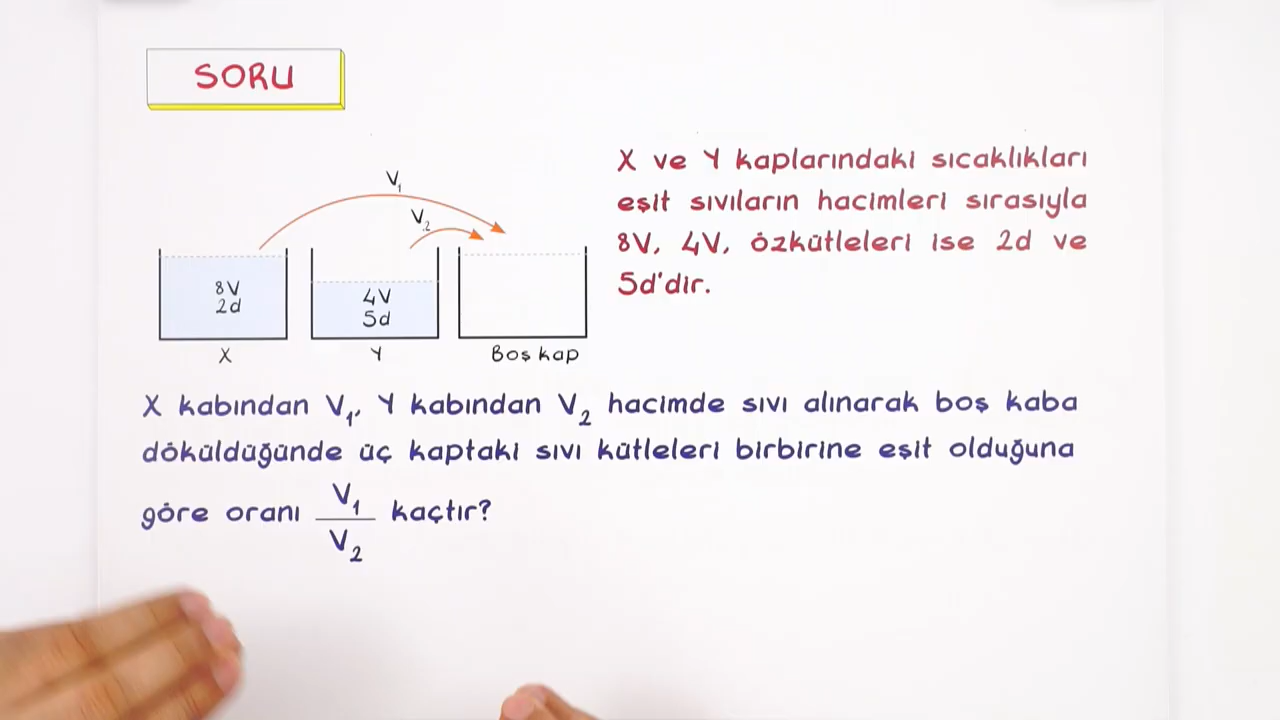 SORU
V₁
V₂
8V
2d
4V
5d
X
Y
Boş kap
X ve Y kaplarındaki sıcaklıkları
eşit sıvıların hacimleri sırasıyla
8V, 4V, özkütleleri ise 2d ve
5d'dir.
X kabından V₁, Y kabından V₂ hacimde sıvı alınarak boş kaba
döküldüğünde üç kaptaki sıvı kütleleri birbirine eşit olduğuna
göre oranı V₁/V₂ kaçtır?